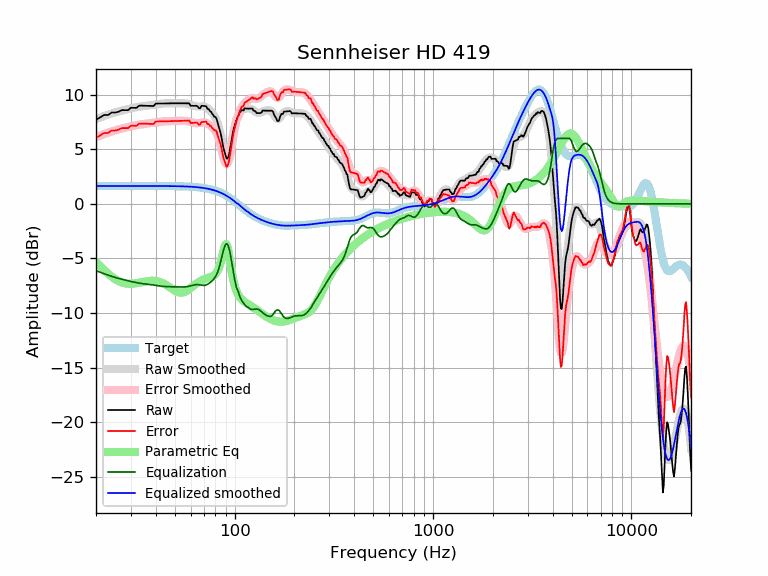 Sennheiser HD 419
10
5
0
−5
−10
−15
−20
−25
Amplitude (dBr)
Target
Raw Smoothed
Error Smoothed
Raw
Error
Parametric Eq
Equalization
Equalized smoothed
100
1000
10000
Frequency (Hz)